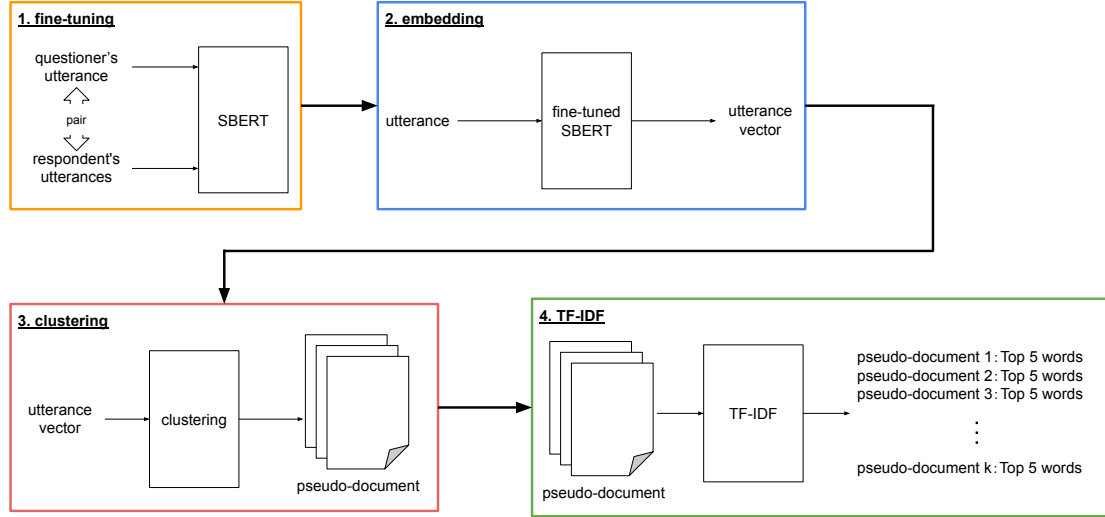 1. fine-tuning
questioner's
utterance
pair
respondent's
utterances
SBERT
2. embedding
utterance
fine-tuned
SBERT
utterance
vector
3. clustering
utterance
vector
clustering
pseudo-document
4. TF-IDF
pseudo-document
TF-IDF
pseudo-document 1: Top 5 words
pseudo-document 2: Top 5 words
pseudo-document 3: Top 5 words
⋮
pseudo-document k: Top 5 words